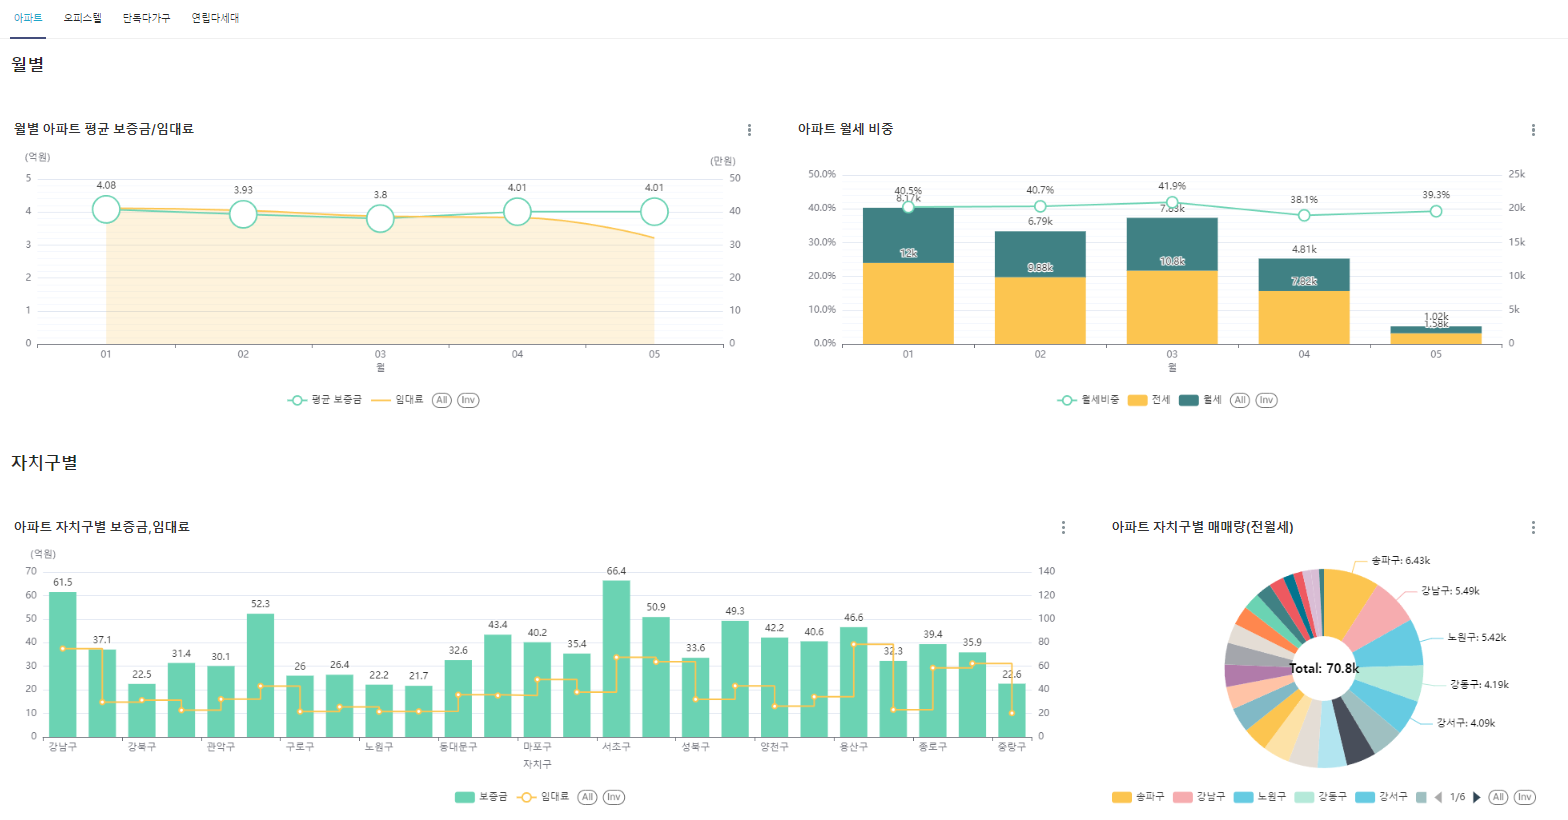 아파트 오피스텔 단독다가구 연립다세대
월별
월별 아파트 평균 보증금/임대료
(억원) (만원)
5 50
4.08 3.93 3.8 4.01 4.01
4 40
3 30
2 20
1 10
0 0
01 02 03 04 05
월
평균 보증금 임대료 All Inv
아파트 월세 비중
50.0% 25k
40.5% 40.7% 41.9% 38.1% 39.3%
40.0% 20k
8.17k 6.79k 7.83k 4.81k 1.02k
30.0% 15k
12k 9.88k 10.8k 7.82k 1.58k
20.0% 10k
10.0% 5k
0.0% 0
01 02 03 04 05
월
월세비중 전세 월세 All Inv
자치구별
아파트 자치구별 보증금,임대료
(억원)
70 140
61.5 37.1 22.5 31.4 30.1 52.3 26 26.4 22.2 21.7 32.6 43.4 40.2 35.4 66.4 50.9 33.6 49.3 42.2 40.6 46.6 32.3 39.4 35.9 22.6
60 120
50 100
40 80
30 60
20 40
10 20
0 0
강남구 강북구 관악구 구로구 노원구 동대문구 마포구 서초구 성북구 양천구 용산구 종로구 중랑구
자치구
보증금 임대료 All Inv
아파트 자치구별 매매량(전월세)
송파구: 6.43k
강남구: 5.49k
노원구: 5.42k
Total: 70.8k
강동구: 4.19k
강서구: 4.09k
송파구 강남구 노원구 강동구 강서구 1/6 All Inv